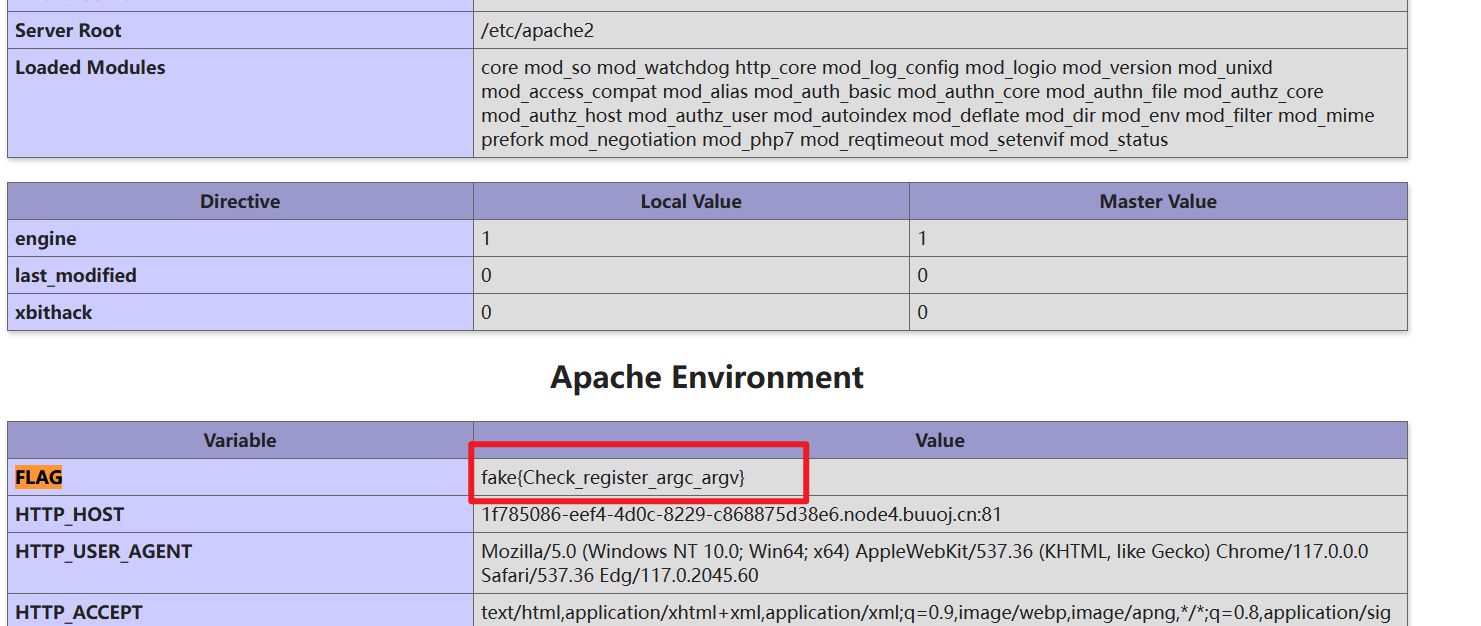 Server Root /etc/apache2
Loaded Modules core mod_so mod_watchdog http_core mod_log_config mod_logio mod_version mod_unixd
mod_access_compat mod_alias mod_auth_basic mod_authn_core mod_authn_file mod_authz_core
mod_authz_host mod_authz_user mod_autoindex mod_deflate mod_dir mod_env mod_filter mod_mime
prefork mod_negotiation mod_php7 mod_reqtimeout mod_setenvif mod_status
Directive Local Value Master Value
engine 1 1
last_modified 0 0
xbithack 0 0
Apache Environment
Variable Value
FLAG fake{Check_register_argc_argv}
HTTP_HOST 1f785086-eef4-4d0c-8229-c868875d38e6.node4.buuoj.cn:81
HTTP_USER_AGENT Mozilla/5.0 (Windows NT 10.0; Win64; x64) AppleWebKit/537.36 (KHTML, like Gecko) Chrome/117.0.0.0
Safari/537.36 Edg/117.0.2045.60
HTTP_ACCEPT text/html,application/xhtml+xml,application/xml;q=0.9,image/webp,image/apng,*/*;q=0.8,application/sig